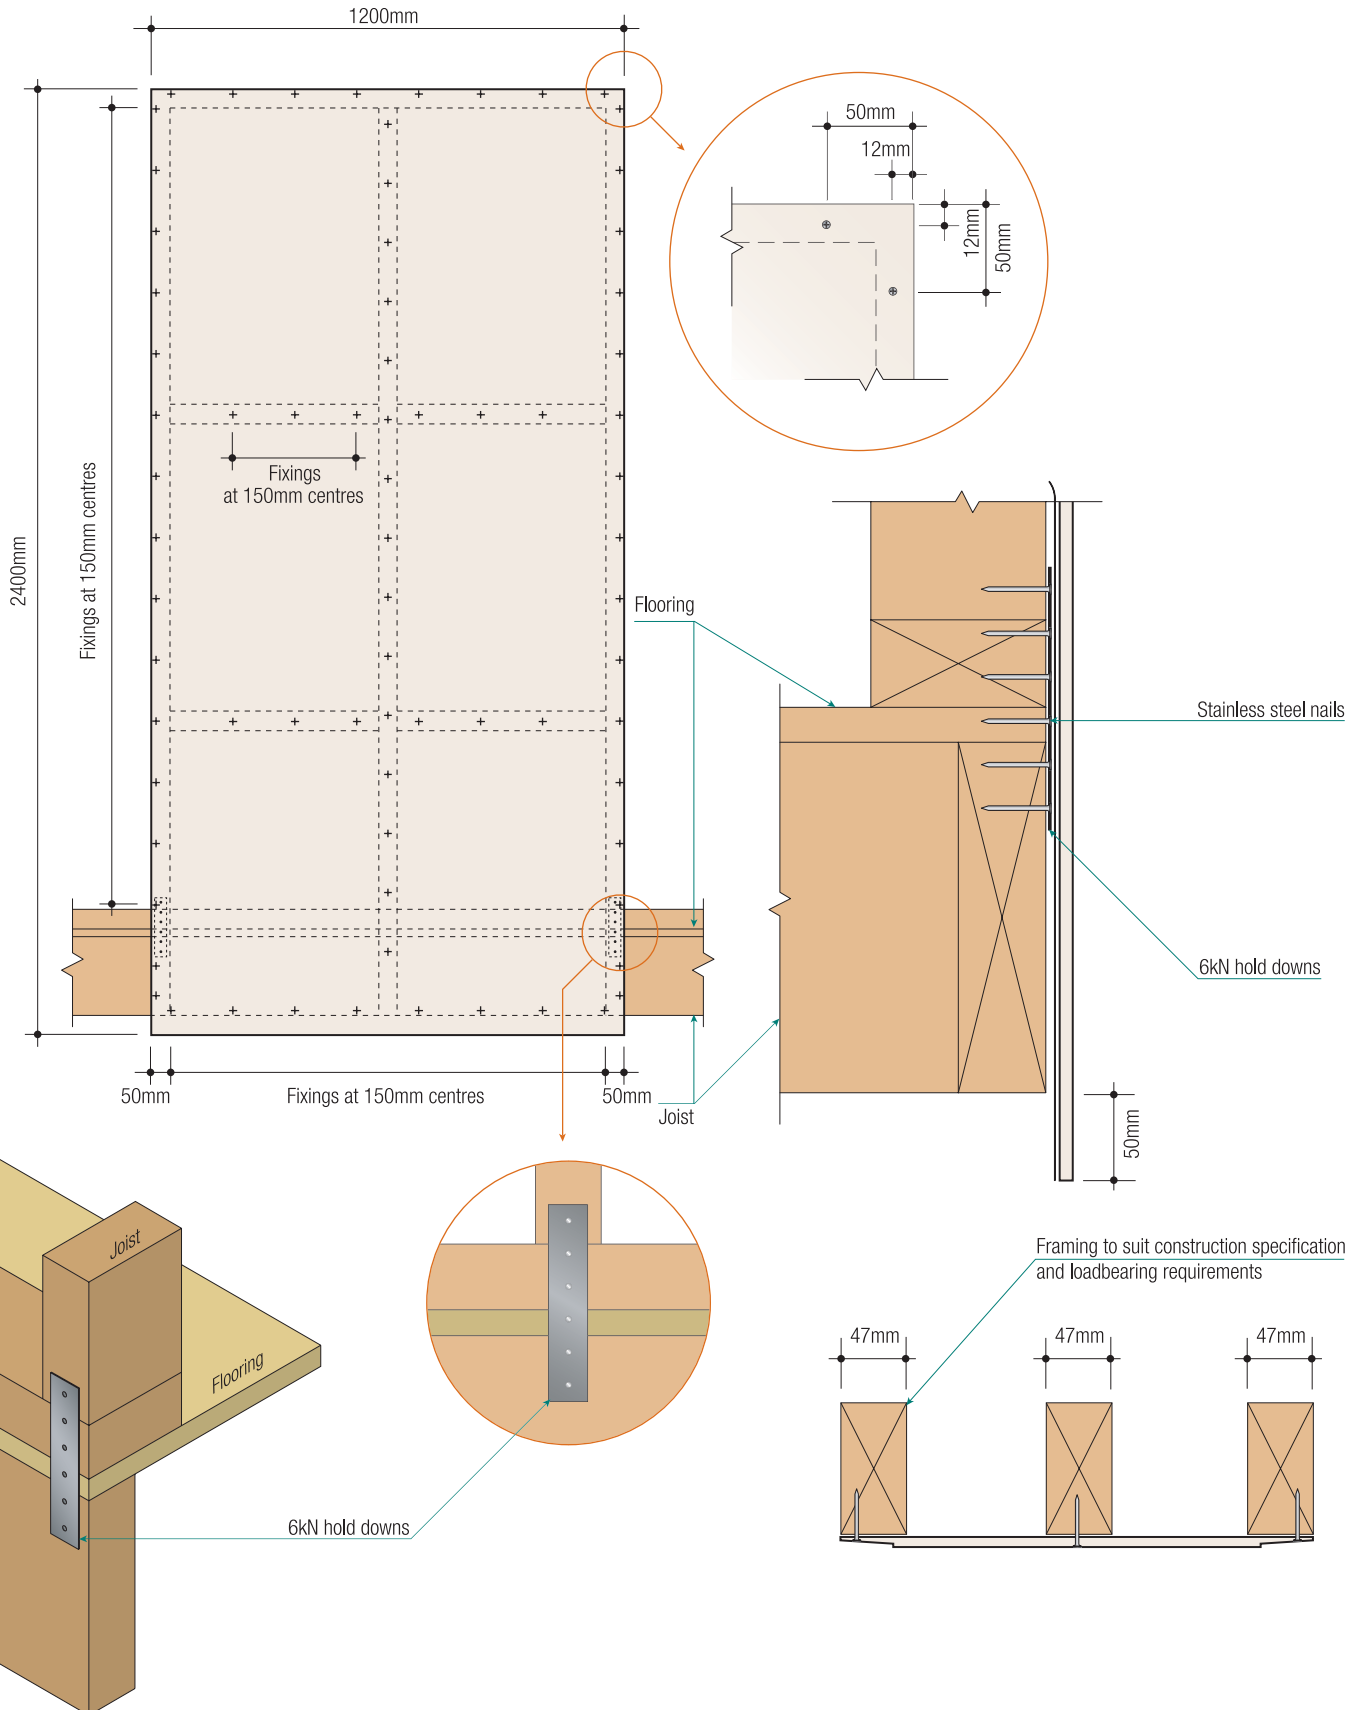 1200mm
50mm
12mm
12mm
50mm
2400mm
Fixings at 150mm centres
Fixings
at 150mm centres
Flooring
Stainless steel nails
6kN hold downs
50mm
Fixings at 150mm centres
50mm
Joist
50mm
Joist
Flooring
6kN hold downs
Framing to suit construction specification
and loadbearing requirements
47mm
47mm
47mm